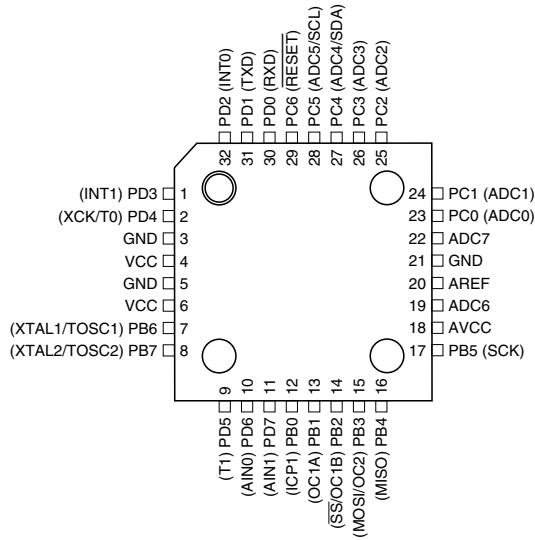 PD2 (INT0)
PD1 (TXD)
PD0 (RXD)
PC6 (RESET)
PC5 (ADC5/SCL)
PC4 (ADC4/SDA)
PC3 (ADC3)
PC2 (ADC2)
32
31
30
29
28
27
26
25
(INT1) PD3 1
(XCK/T0) PD4 2
GND 3
VCC 4
GND 5
VCC 6
(XTAL1/TOSC1) PB6 7
(XTAL2/TOSC2) PB7 8
24 PC1 (ADC1)
23 PC0 (ADC0)
22 ADC7
21 GND
20 AREF
19 ADC6
18 AVCC
17 PB5 (SCK)
9
10
11
12
13
14
15
16
(T1) PD5
(AIN0) PD6
(AIN1) PD7
(ICP1) PB0
(OC1A) PB1
(SS/OC1B) PB2
(MOSI/OC2) PB3
(MISO) PB4